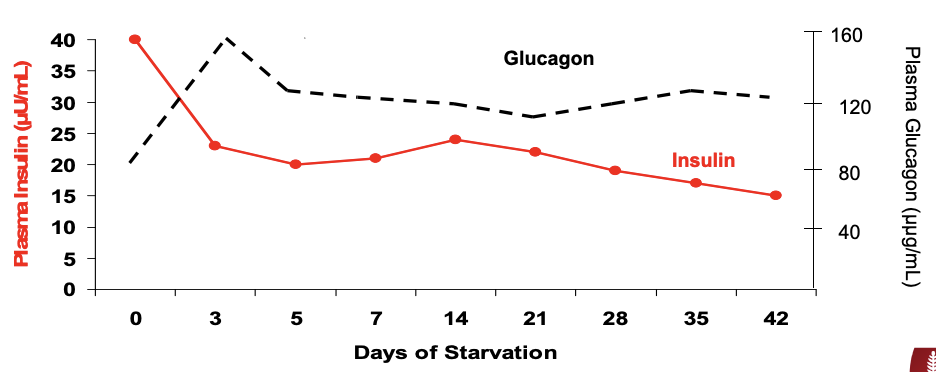 Plasma Insulin (µU/mL)
40
35
30
25
20
15
10
5
0
Glucagon
Insulin
160
120
80
40
Plasma Glucagon (µµg/mL)
0 3 5 7 14 21 28 35 42
Days of Starvation